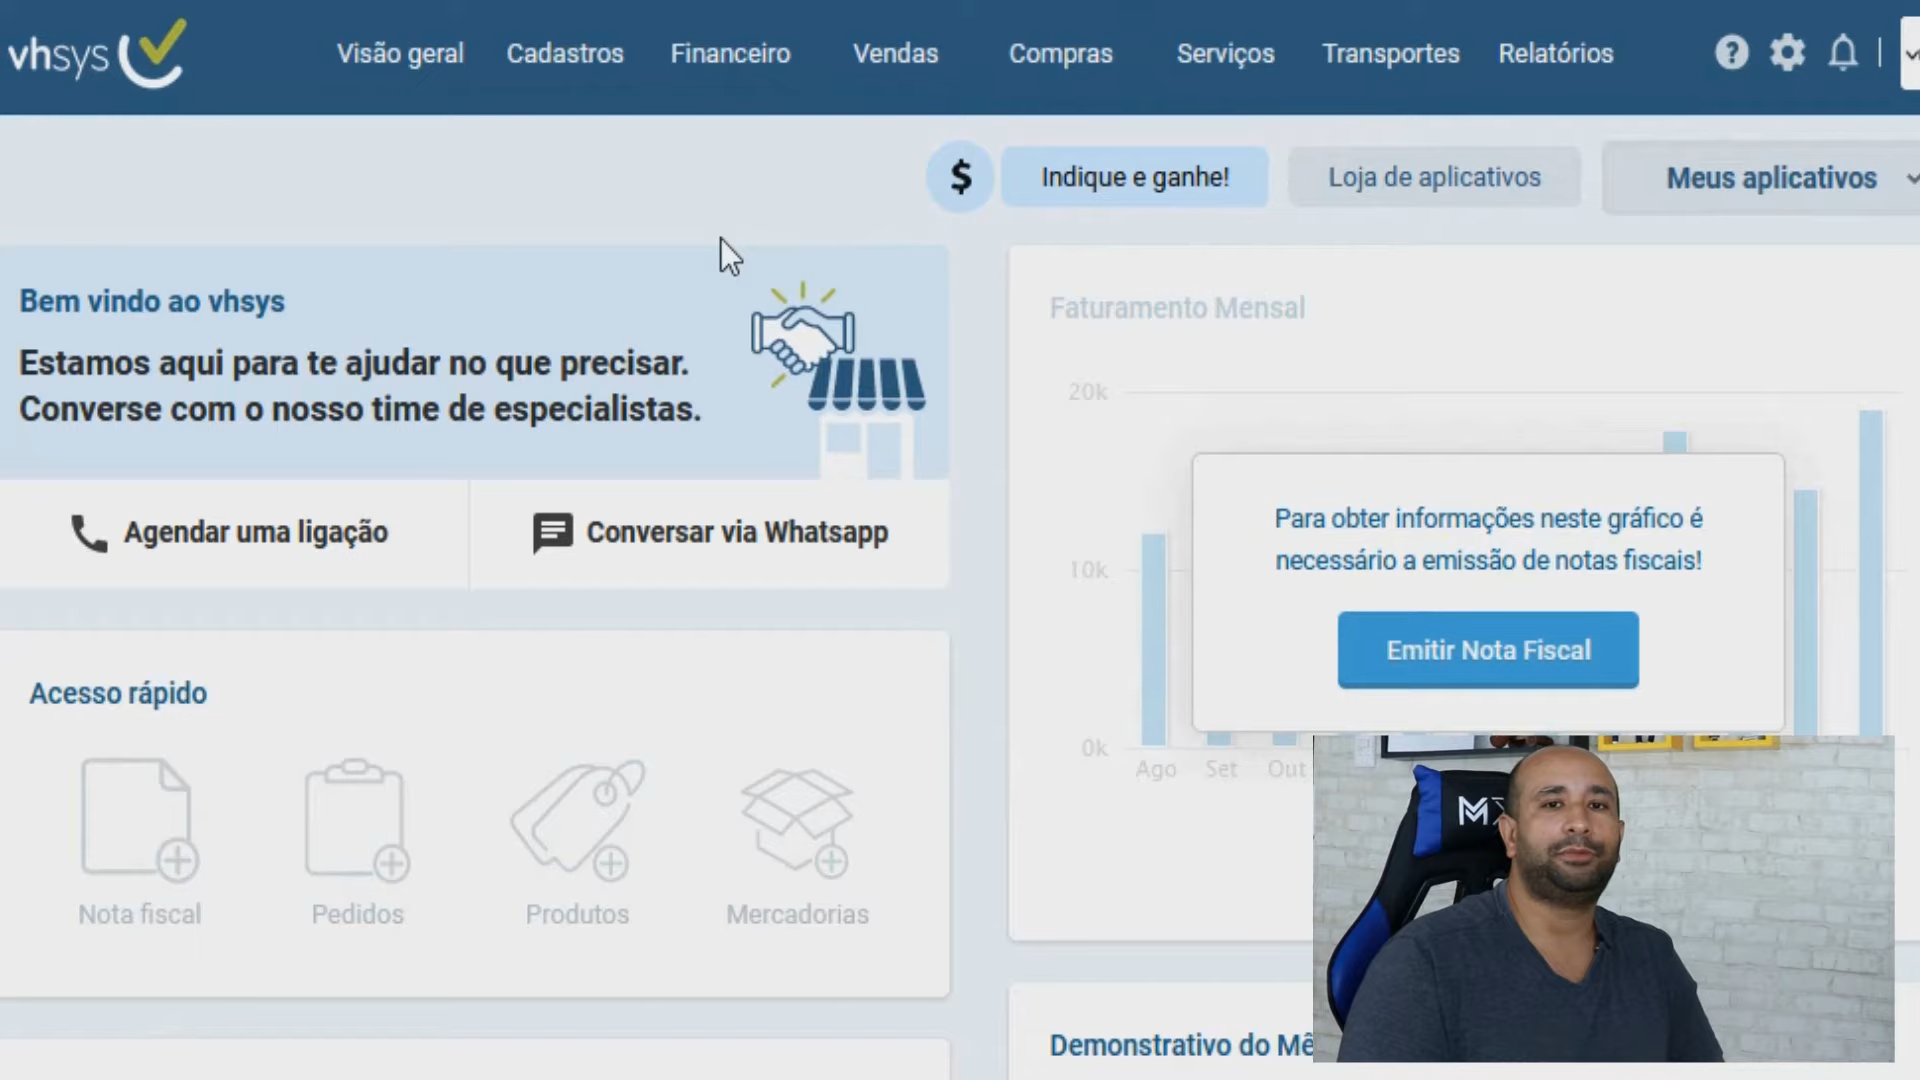 vhsys
Visão geral
Cadastros
Financeiro
Vendas
Compras
Serviços
Transportes
Relatórios
$
Indique e ganhe!
Loja de aplicativos
Meus aplicativos
Bem vindo ao vhsys
Estamos aqui para te ajudar no que precisar.
Converse com o nosso time de especialistas.
Agendar uma ligação
Conversar via Whatsapp
Faturamento Mensal
20k
10k
0k
Ago
Set
Out
Para obter informações neste gráfico é
necessário a emissão de notas fiscais!
Emitir Nota Fiscal
Acesso rápido
Nota fiscal
Pedidos
Produtos
Mercadorias
Demonstrativo do Mê